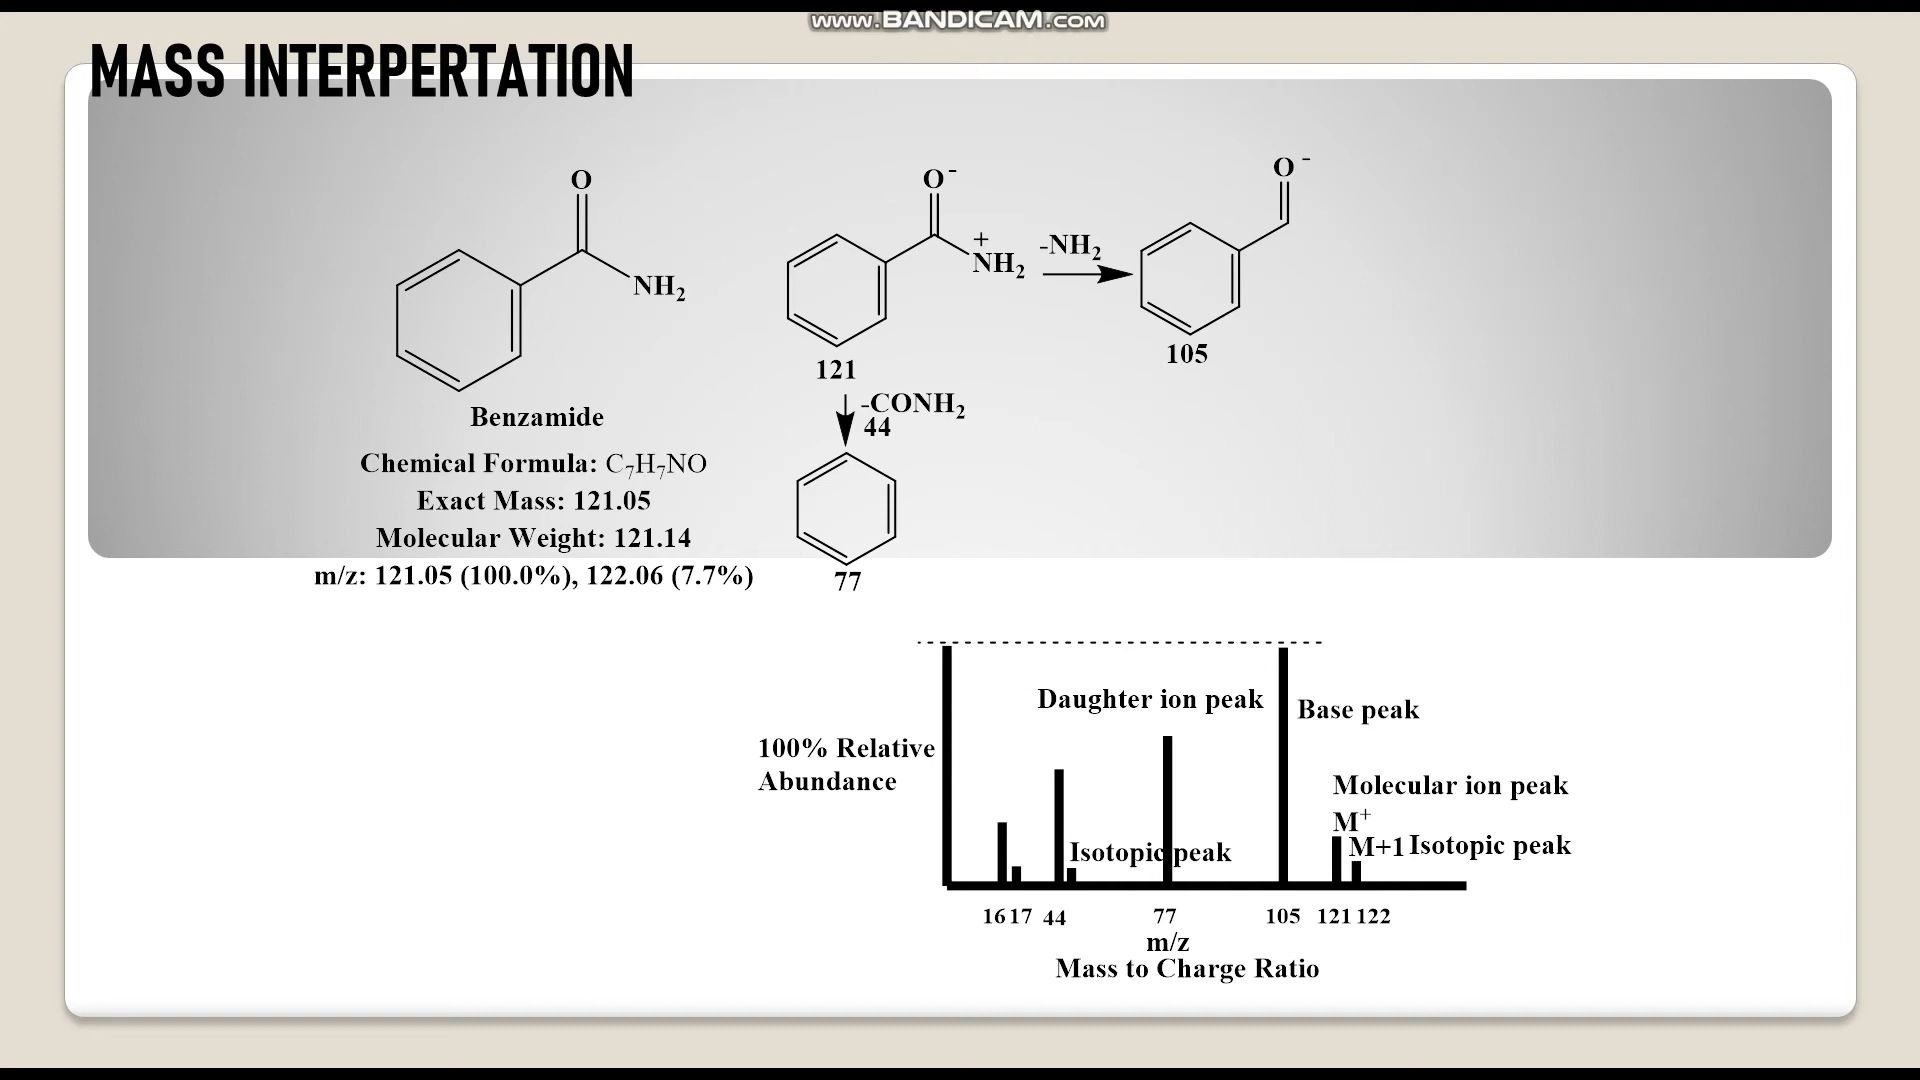 www.BANDICAM.com
MASS INTERPERTATION
O
NH₂
Benzamide
Chemical Formula: C₇H₇NO
Exact Mass: 121.05
Molecular Weight: 121.14
m/z: 121.05 (100.0%), 122.06 (7.7%)
O⁻
+
NH₂
121
-NH₂
O⁻
105
-CONH₂
44
77
100% Relative
Abundance
Daughter ion peak
Base peak
Molecular ion peak
M⁺
M+1 Isotopic peak
Isotopic peak
16 17 44 77 105 121 122
m/z
Mass to Charge Ratio